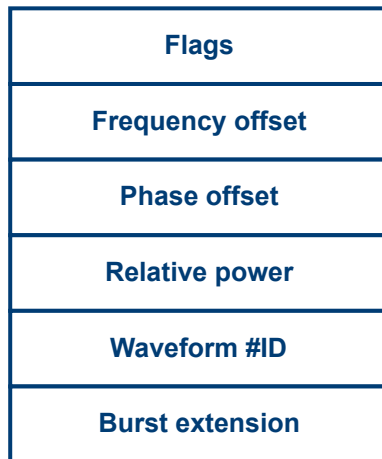 Flags
Frequency offset
Phase offset
Relative power
Waveform #ID
Burst extension